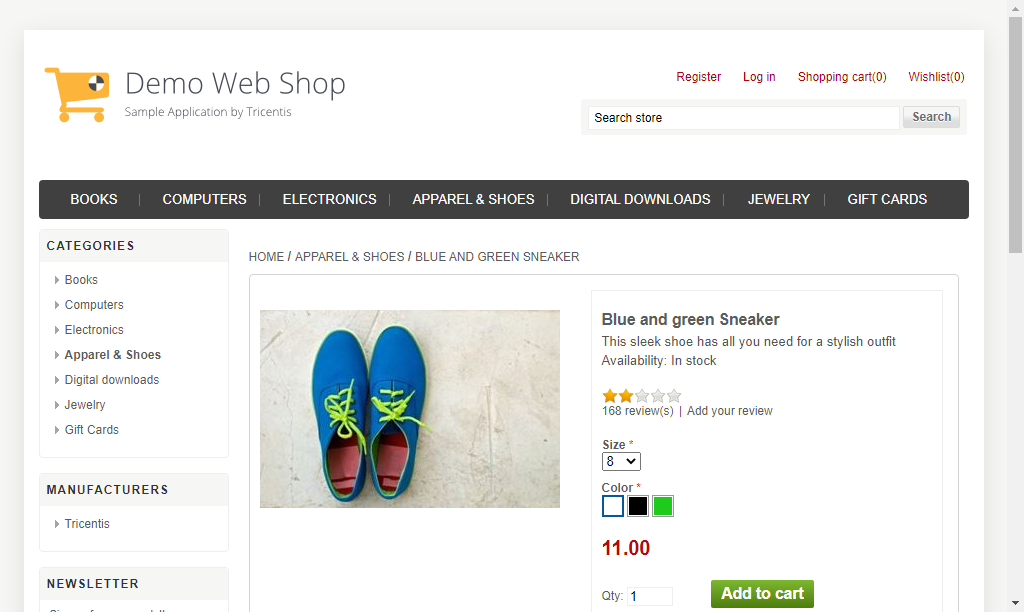 Demo Web Shop
Sample Application by Tricentis
Register Log in Shopping cart(0) Wishlist(0)
Search store Search
BOOKS | COMPUTERS | ELECTRONICS | APPAREL & SHOES | DIGITAL DOWNLOADS | JEWELRY | GIFT CARDS
CATEGORIES
Books
Computers
Electronics
Apparel & Shoes
Digital downloads
Jewelry
Gift Cards
MANUFACTURERS
Tricentis
NEWSLETTER
HOME / APPAREL & SHOES / BLUE AND GREEN SNEAKER
Blue and green Sneaker
This sleek shoe has all you need for a stylish outfit
Availability: In stock
168 review(s) | Add your review
Size *
8
Color *
11.00
Qty: 1 Add to cart